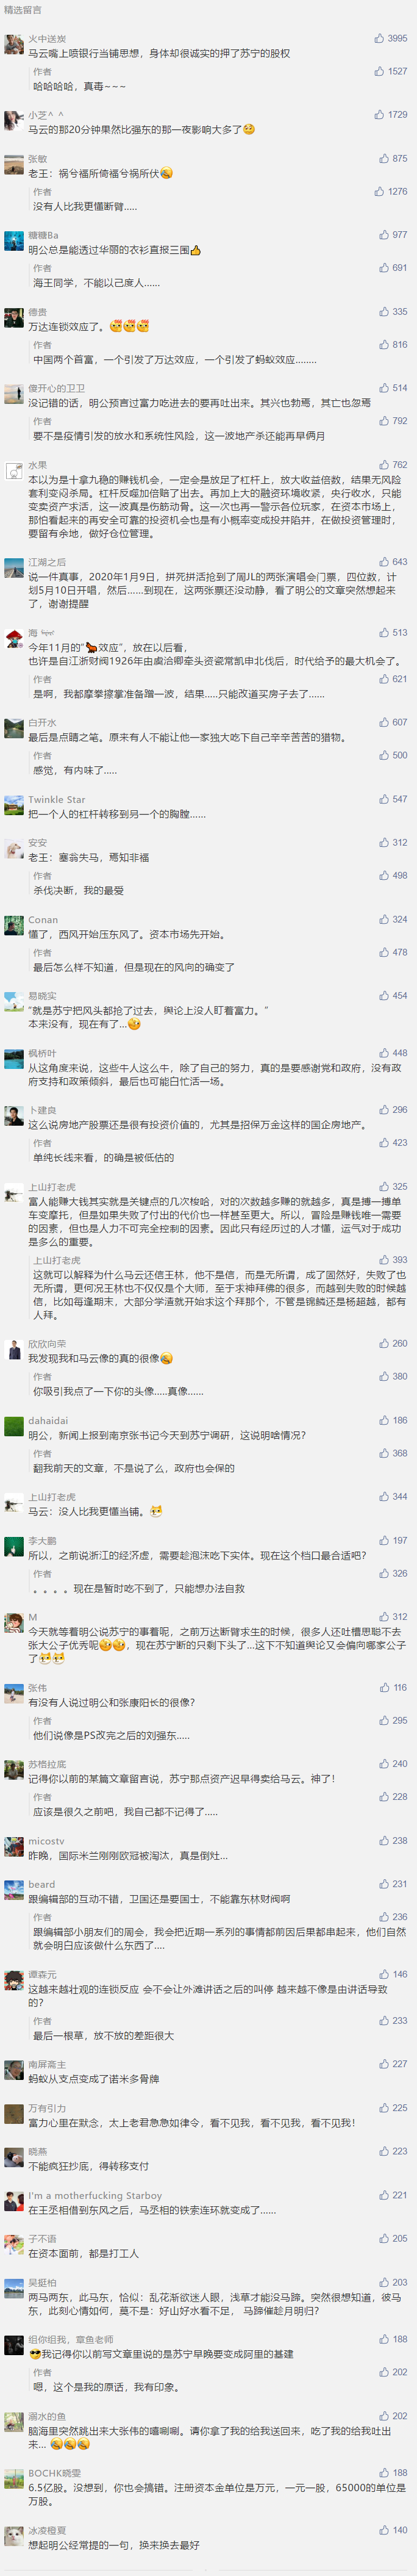 精选留言
火中送炭 3995
马云嘴上喷银行当铺思想，身体却很诚实的押了苏宁的股权
作者 1527
哈哈哈哈，真毒~~~
小芝^ ^ 1729
马云的那20分钟果然比强东的那一夜影响大多了
张敏 875
老王：祸兮福所倚福兮祸所伏
作者 1276
没有人比我更懂断臂.....
糖糖Ba 977
明公总是能透过华丽的衣衫直报三围
作者 691
海王同学，不能以己度人......
德贵 335
万达连锁效应了。
作者 816
中国两个首富，一个引发了万达效应，一个引发了蚂蚁效应........
傻开心的卫卫 514
没记错的话，明公预言过富力吃进去的要再吐出来。其兴也勃焉，其亡也忽焉
作者 792
要不是疫情引发的放水和系统性风险，这一波地产杀还能再早俩月
水果 762
本以为是十拿九稳的赚钱机会，一定会是放足了杠杆上，放大收益倍数，结果无风险
套利变闷杀局。杠杆反噬加倍赔了出去。再加上大的融资环境收紧，央行收水，只能
变卖资产求活，这一波真是伤筋动骨。这一次也再一警示各位玩家，在资本市场上，
那怕看起来的再安全可靠的投资机会也是有小概率变成投井陷井，在做投资管理时，
要留有余地，做好仓位管理。
江湖之后 643
说一件真事，2020年1月9日，拼死拼活抢到了周JL的两张演唱会门票，四位数，计
划5月10日开唱，然后......到现在，这两张票还没动静，看了明公的文章突然想起来
了，谢谢提醒
海 513
今年11月的“效应”，放在以后看，
也许是自江浙财阀1926年由虞洽卿牵头资瓷常凯申北伐后，时代给予的最大机会了。
作者 621
是啊，我都摩拳擦掌准备蹭一波，结果.....只能改道买房子去了......
白开水 607
最后是点睛之笔。原来有人不能让他一家独大吃下自己辛辛苦苦的猎物。
作者 500
感觉，有内味了.....
Twinkle Star 547
把一个人的杠杆转移到另一个的胸膛......
安安 312
老王：塞翁失马，焉知非福
作者 498
杀伐决断，我的最爱
Conan 324
懂了，西风开始压东风了。资本市场先开始。
作者 478
最后怎么样不知道，但是现在的风向的确变了
易晓实 454
“就是苏宁把风头都抢了过去，舆论上没人盯着富力。”
本来没有，现在有了...
枫桥叶 448
从这角度来说，这些牛人这么牛，除了自己的努力，真的是要感谢党和政府，没有政
府支持和政策倾斜，最后也可能白忙活一场。
卜建良 296
这么说房地产股票还是很有投资价值的，尤其是招保万金这样的国企房地产。
作者 423
单纯长线来看，的确是被低估的
上山打老虎 325
富人能赚大钱其实就是关键点的几次梭哈，对的次数越多赚的就越多，真是搏一搏单
车变摩托，但是如果失败了付出的代价也一样甚至更大。所以，冒险是赚钱唯一需要
的因素，但也是人力不可完全控制的因素。因此只有经历过的人才懂，运气对于成功
是多么的重要。
上山打老虎 393
这就可以解释为什么马云还信王林，他不是信，而是无所谓，成了固然好，失败了也
无所谓，更何况王林也不仅仅是个大师，至于求神拜佛的很多，而越到失败的时候越
信，比如每逢期末，大部分学渣就开始求这个拜那个，不管是锦鳞还是杨超越，都有
人拜。
欣欣向荣 260
我发现我和马云像的真的很像
作者 380
你吸引我点了一下你的头像.....真像......
dahaidai 186
明公，新闻上报到南京张书记今天到苏宁调研，这说明啥情况？
作者 368
翻我前天的文章，不是说了么，政府也会保的
上山打老虎 344
马云：没人比我更懂当铺。
李大鹏 197
所以，之前说浙江的经济虚，需要趁泡沫吃下实体。现在这个档口最合适吧？
作者 326
。。。。现在是暂时吃不到了，只能想办法自救
M 312
今天就等着明公说苏宁的事看呢，之前万达断臂求生的时候，很多人还吐槽思聪不去
张大公子优秀呢，现在苏宁断的只剩下头了...这下不知道舆论又会偏向哪家公子
了
张伟 116
有没有人说过明公和张康阳长的很像？
作者 295
他们说像是PS改完之后的刘强东.....
苏格拉底 240
记得你以前的某篇文章留言说，苏宁那点资产迟早得卖给马云。神了！
作者 228
应该是很久之前吧，我自己都不记得了.....
micostv 238
昨晚，国际米兰刚刚欧冠被淘汰，真是倒灶...
beard 231
跟编辑部的互动不错，卫国还是要国士，不能靠东林财阀啊
作者 236
跟编辑部小朋友们的周会，我会把近期一系列的事情都前因后果都串起来，他们自然
就会明白应该做什么东西了....
谭森元 146
这越来越壮观的连锁反应 会不会让外滩讲话之后的叫停 越来越不像是由讲话导致
的？
作者 233
最后一根草，放不放的差距很大
南屏斋主 227
蚂蚁从支点变成了诺米多骨牌
万有引力 225
富力心里在默念，太上老君急急如律令，看不见我，看不见我，看不见我！
晓燕 223
不能疯狂抄底，得转移支付
I'm a motherfucking Starboy 221
在王丞相借到东风之后，马丞相的铁索连环就变成了......
子不语 205
在资本面前，都是打工人
吴挺柏 203
两马两东，此马东，恰似：乱花渐欲迷人眼，浅草才能没马蹄。突然很想知道，彼马
东，此刻心情如何，莫不是：好山好水看不足， 马蹄催趁月明归？
组你组我，章鱼老师 188
我记得你以前写文章里说的是苏宁早晚要变成阿里的基建
作者 202
嗯，这个是我的原话，我有印象。
溺水的鱼 202
脑海里突然跳出来大张伟的嘻唰唰。请你拿了我的给我送回来，吃了我的给我吐出
来...
BOCHK晓雯 188
6.5亿股。没想到，你也会搞错。注册资本金单位是万元，一元一股，65000的单位是
万股。
冰凌橙夏 140
想起明公经常提的一句，换来换去最好